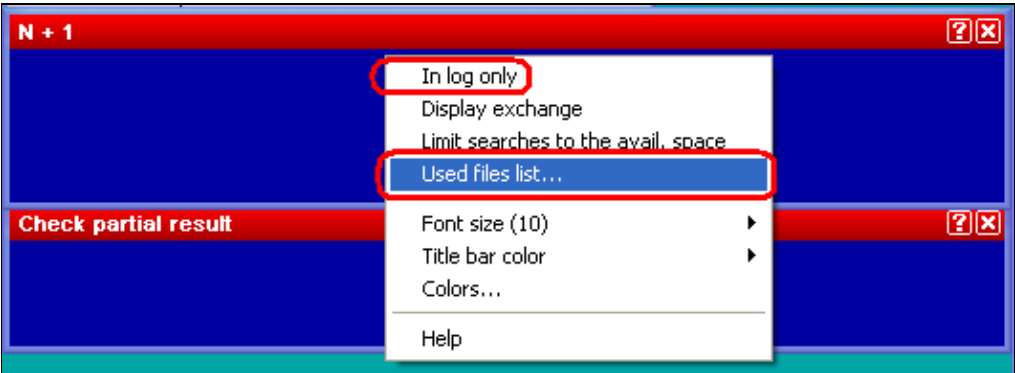 N + 1
In log only
Display exchange
Limit searches to the avail. space
Used files list...
Check partial result
Font size (10)
Title bar color
Colors...
Help